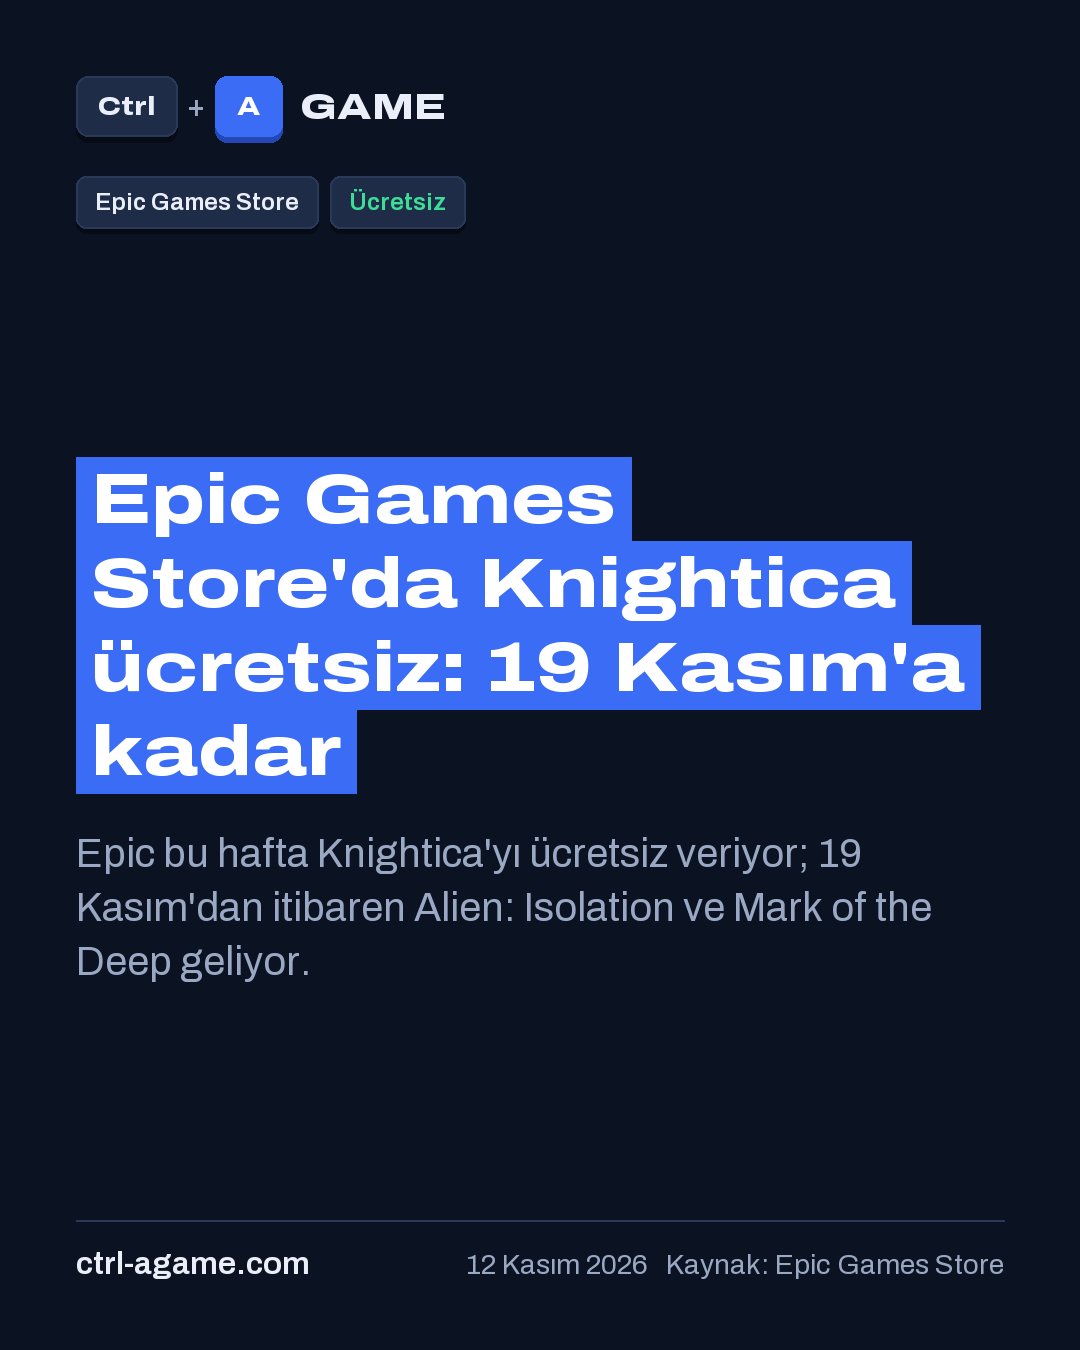 Ctrl + A GAME
Epic Games Store Ücretsiz
Epic Games
Store'da Knightica
ücretsiz: 19 Kasım'a
kadar
Epic bu hafta Knightica'yı ücretsiz veriyor; 19
Kasım'dan itibaren Alien: Isolation ve Mark of the
Deep geliyor.
ctrl-agame.com 12 Kasım 2026 Kaynak: Epic Games Store